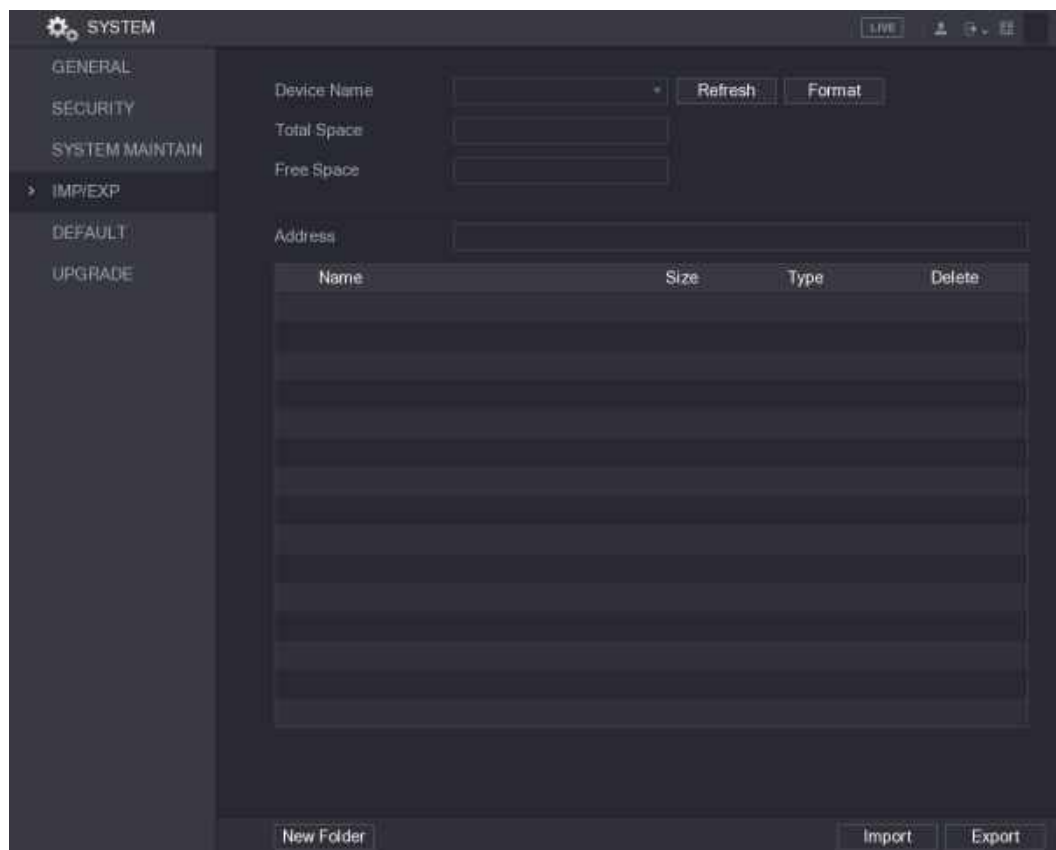 SYSTEM
LIVE
GENERAL
SECURITY
SYSTEM MAINTAIN
IMP/EXP
DEFAULT
UPGRADE
Device Name Refresh Format
Total Space
Free Space
Address
Name Size Type Delete
New Folder Import Export